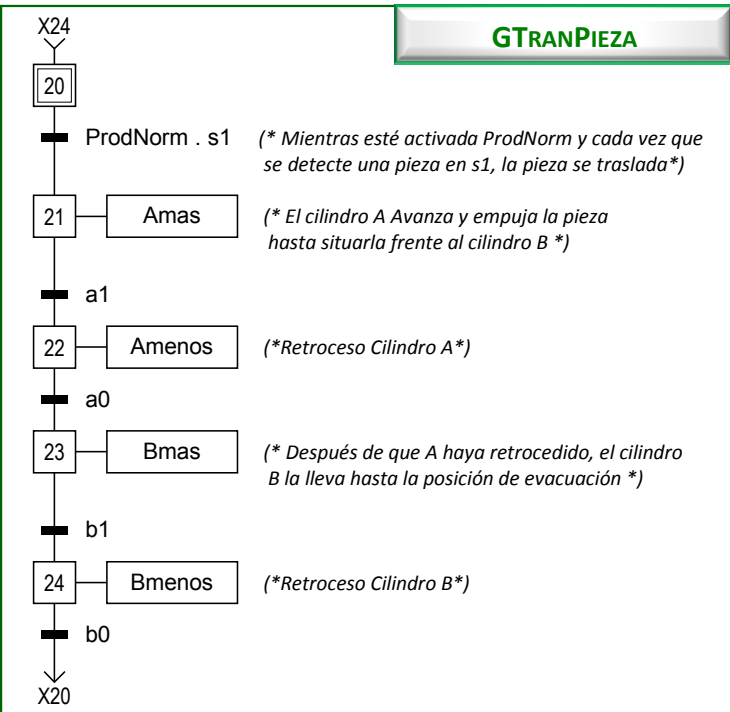 X24
GTRANPIEZA
20
ProdNorm . s1 (* Mientras esté activada ProdNorm y cada vez que
se detecte una pieza en s1, la pieza se traslada*)
21 Amas (* El cilindro A Avanza y empuja la pieza
hasta situarla frente al cilindro B *)
a1
22 Amenos (*Retroceso Cilindro A*)
a0
23 Bmas (* Después de que A haya retrocedido, el cilindro
B la lleva hasta la posición de evacuación *)
b1
24 Bmenos (*Retroceso Cilindro B*)
b0
X20